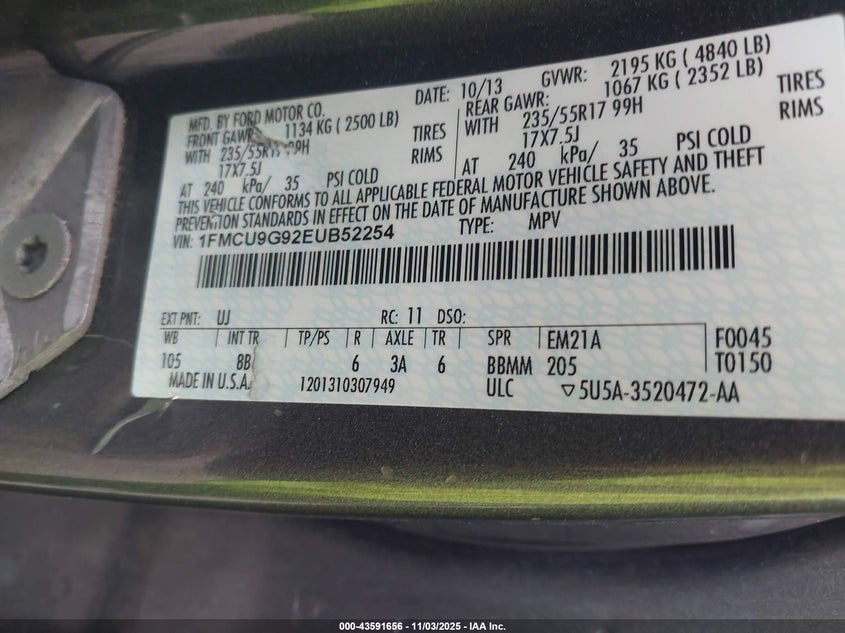 MFD. BY FORD MOTOR CO.
DATE: 10/13 GVWR: 2195 KG ( 4840 LB)
FRONT GAWR: 1134 KG ( 2500 LB)
REAR GAWR: 1067 KG ( 2352 LB)
WITH 235/55R17 99H TIRES
WITH 235/55R17 99H TIRES
17X7.5J RIMS
17X7.5J RIMS
AT 240 kPa/ 35 PSI COLD
AT 240 kPa/ 35 PSI COLD
THIS VEHICLE CONFORMS TO ALL APPLICABLE FEDERAL MOTOR VEHICLE SAFETY AND THEFT
PREVENTION STANDARDS IN EFFECT ON THE DATE OF MANUFACTURE SHOWN ABOVE.
VIN: 1FMCU9G92EUB52254 TYPE: MPV
EXT PNT: UJ RC: 11 DSO:
WB INT TR TP/PS R AXLE TR SPR EM21A F0045
105 8B 6 3A 6 BBMM 205 T0150
MADE IN U.S.A. 1201310307949 ULC ▽5U5A-3520472-AA
000-43591656 - 11/03/2025 - IAA Inc.